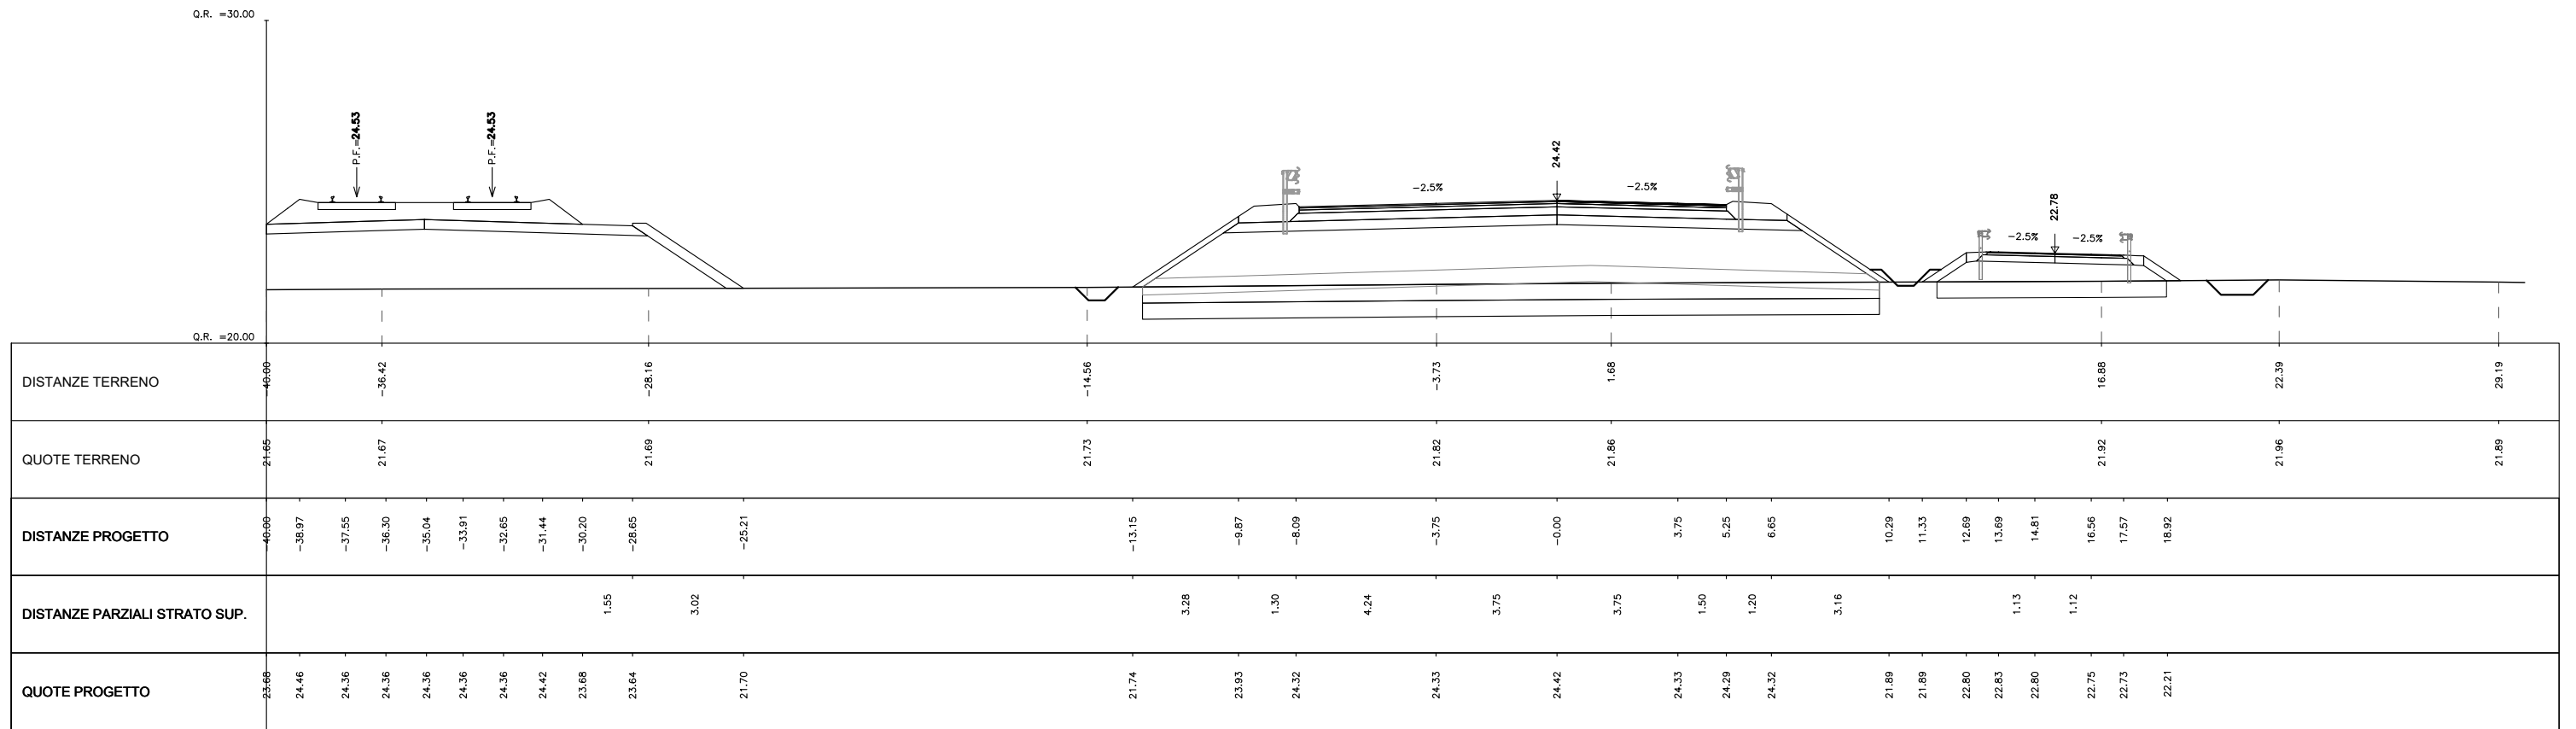 Q.R. =30.00
P.F.=24.53
P.F.=24.53
24.42
-2.5%
-2.5%
22.78
-2.5%
-2.5%
Q.R. =20.00
DISTANZE TERRENO
-40.00 -36.42 -28.16 -14.56 -3.73 1.68 16.88 22.39 29.19
QUOTE TERRENO
21.65 21.67 21.69 21.73 21.82 21.86 21.92 21.96 21.89
DISTANZE PROGETTO
-40.00 -38.97 -37.55 -36.30 -35.04 -33.91 -32.65 -31.44 -30.20 -28.65 -25.21 -13.15 -9.87 -8.09 -3.75 -0.00 3.75 5.25 6.65 10.29 11.33 12.69 13.69 14.81 16.56 17.57 18.92
DISTANZE PARZIALI STRATO SUP.
1.55 3.02 3.28 1.30 4.24 3.75 3.75 1.50 1.20 3.16 1.13 1.12
QUOTE PROGETTO
23.68 24.46 24.36 24.36 24.36 24.36 24.36 24.42 23.68 23.64 21.70 21.74 23.93 24.32 24.33 24.42 24.33 24.29 24.32 21.89 21.89 22.80 22.83 22.80 22.75 22.73 22.21